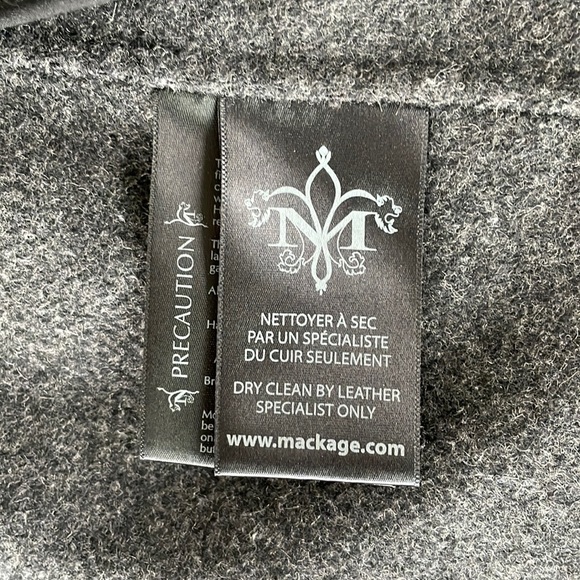 PRECAUTION
M
NETTOYER À SEC
PAR UN SPÉCIALISTE
DU CUIR SEULEMENT
DRY CLEAN BY LEATHER
SPECIALIST ONLY
www.mackage.com